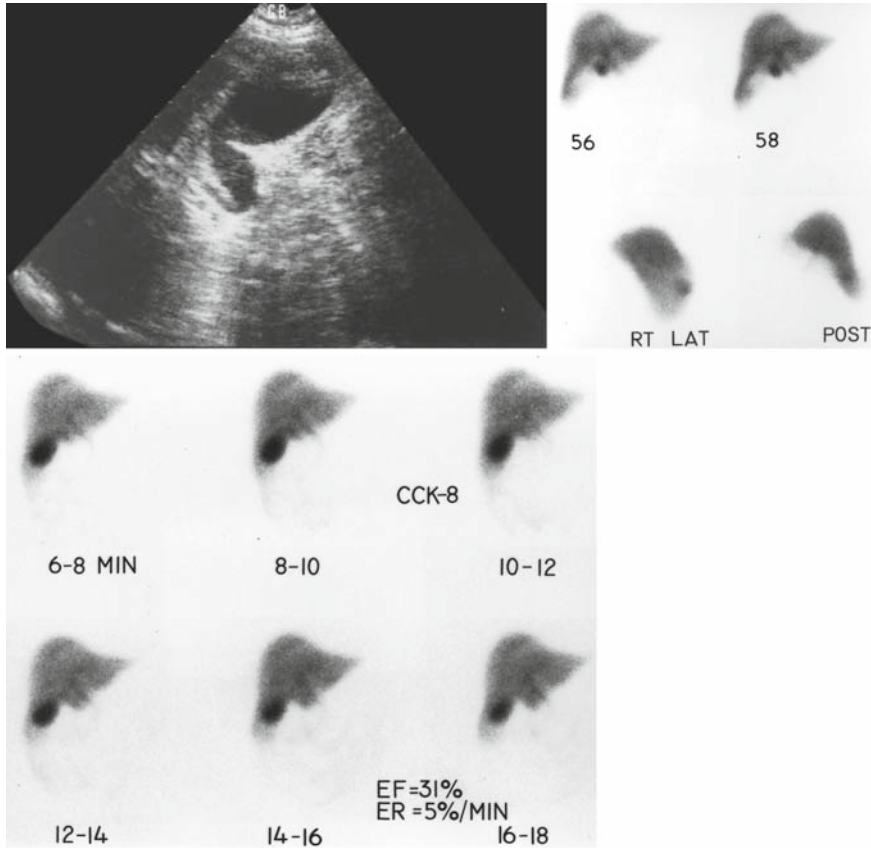 GB
56
58
RT LAT
POST
CCK-8
6-8 MIN
8-10
10-12
EF=31%
ER =5%/MIN
12-14
14-16
16-18